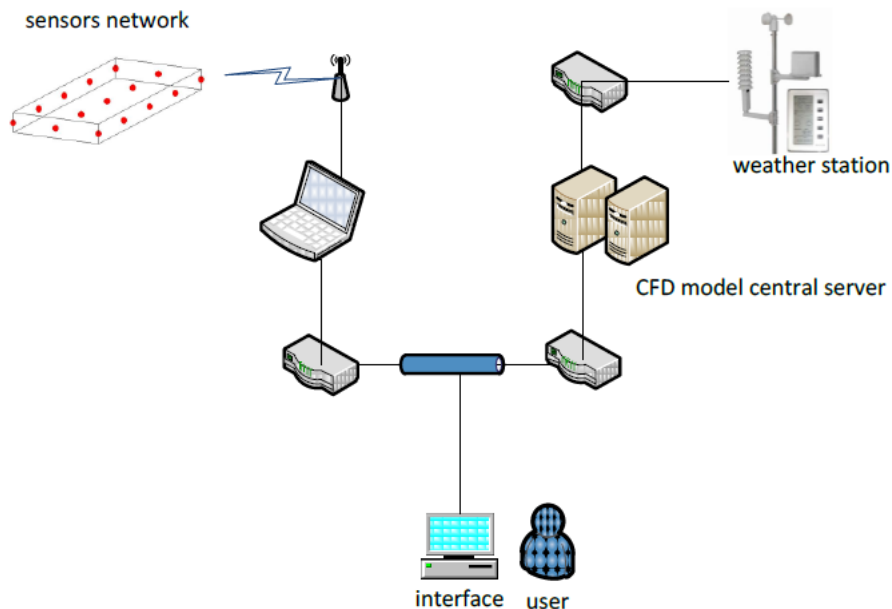 sensors network
weather station
CFD model central server
interface
user